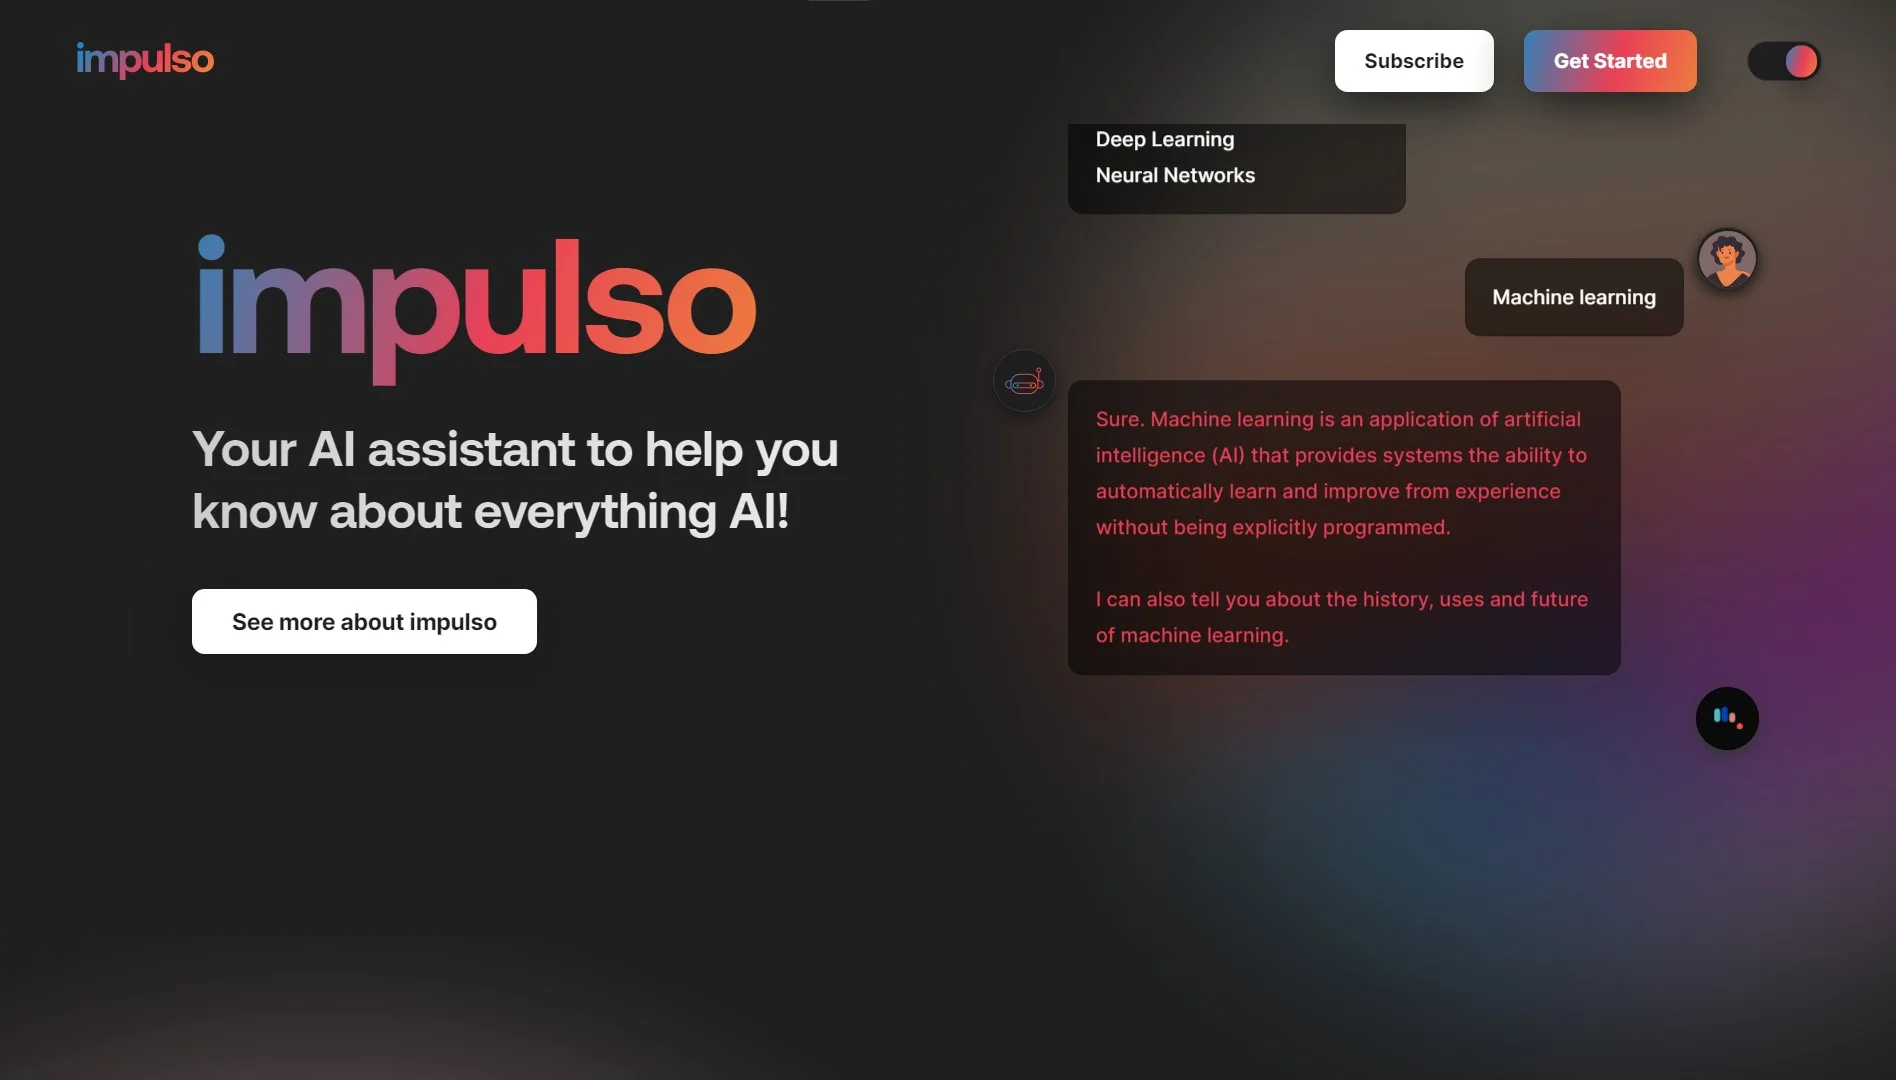 impulso
Subscribe
Get Started
impulso
Your AI assistant to help you
know about everything AI!
See more about impulso
Deep Learning
Neural Networks
Machine learning
Sure. Machine learning is an application of artificial
intelligence (AI) that provides systems the ability to
automatically learn and improve from experience
without being explicitly programmed.
I can also tell you about the history, uses and future
of machine learning.